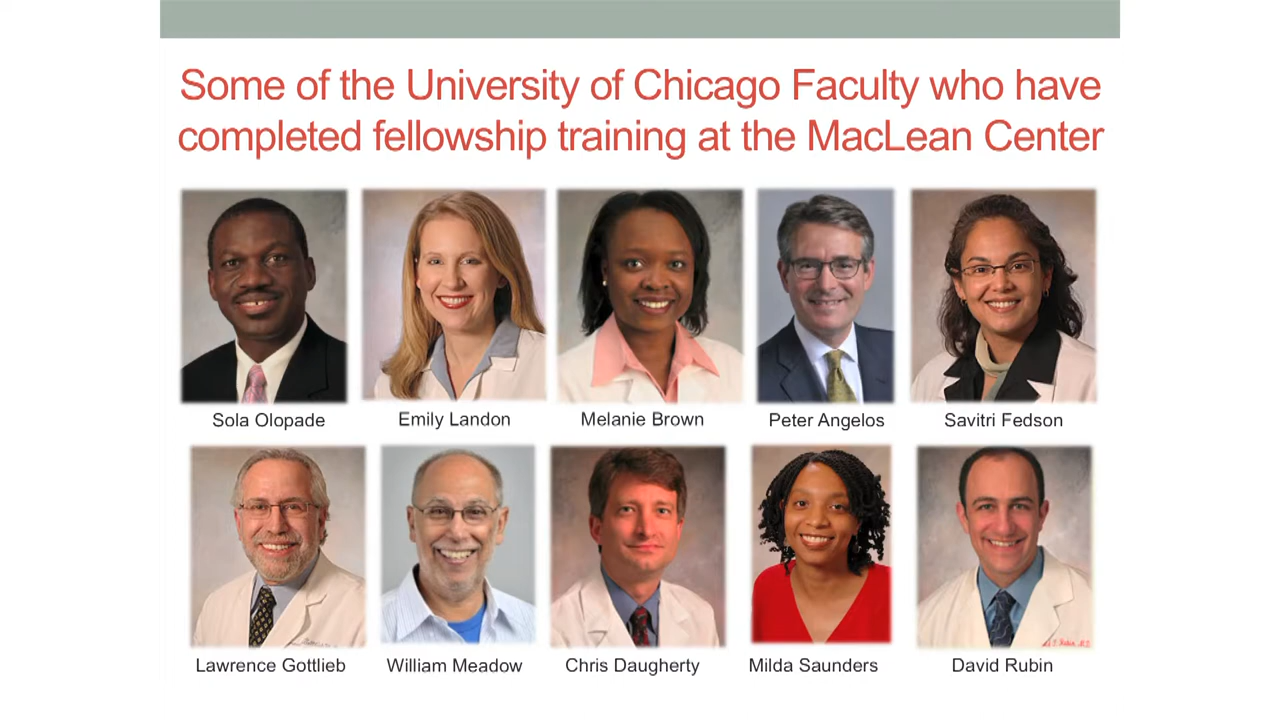 Some of the University of Chicago Faculty who have
completed fellowship training at the MacLean Center
Sola Olopade
Emily Landon
Melanie Brown
Peter Angelos
Savitri Fedson
Lawrence Gottlieb
William Meadow
Chris Daugherty
Milda Saunders
David Rubin